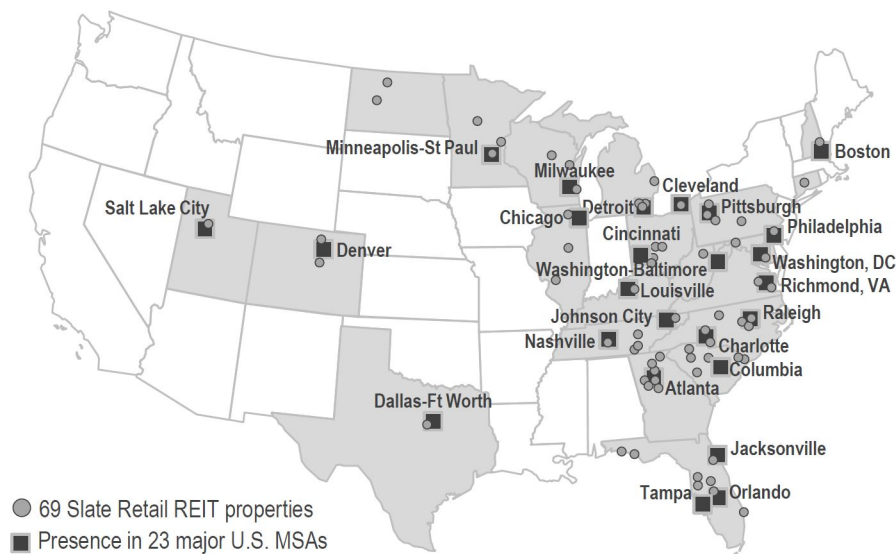 Minneapolis-St Paul
Boston
Milwaukee
Cleveland
Salt Lake City
Detroit
Pittsburgh
Chicago
Philadelphia
Cincinnati
Denver
Washington, DC
Washington-Baltimore
Richmond, VA
Louisville
Johnson City
Raleigh
Nashville
Charlotte
Columbia
Atlanta
Dallas-Ft Worth
Jacksonville
Tampa
Orlando
69 Slate Retail REIT properties
Presence in 23 major U.S. MSAs